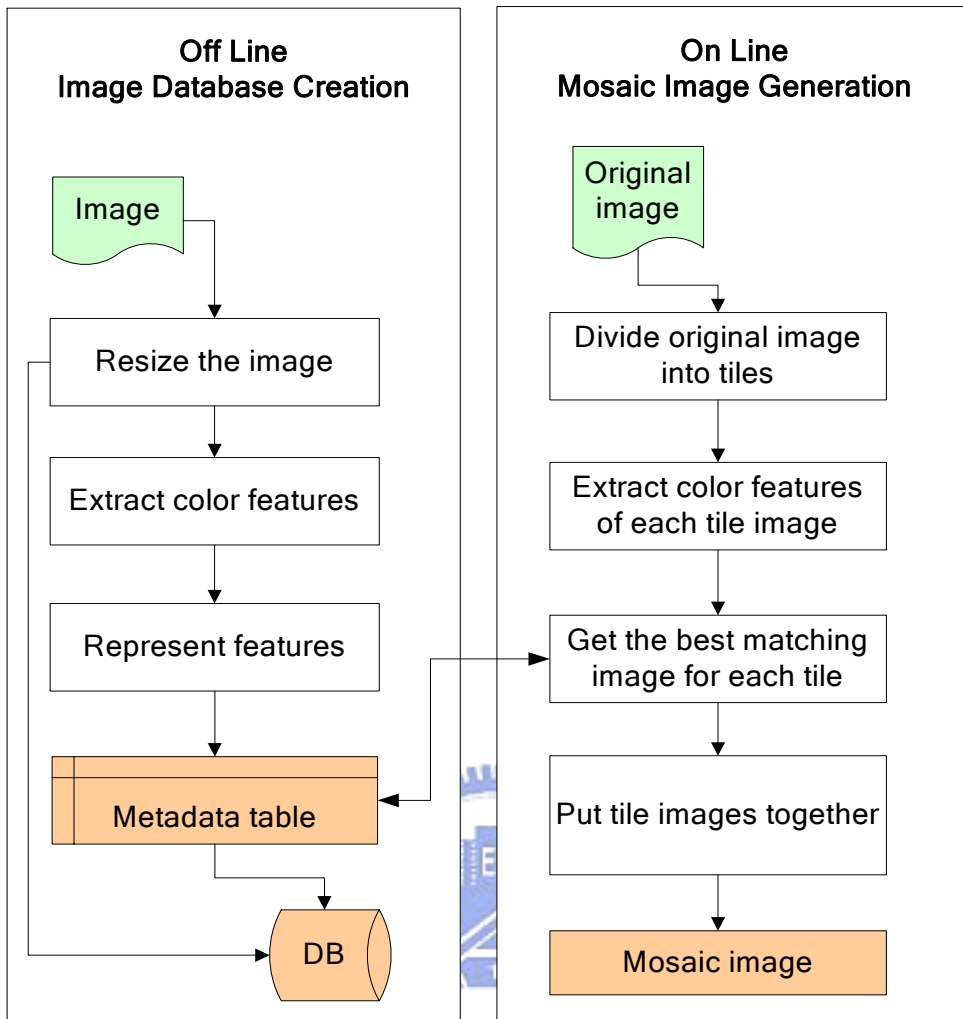 Off Line
Image Database Creation
Image
Resize the image
Extract color features
Represent features
Metadata table
DB
On Line
Mosaic Image Generation
Original
image
Divide original image
into tiles
Extract color features
of each tile image
Get the best matching
image for each tile
Put tile images together
Mosaic image